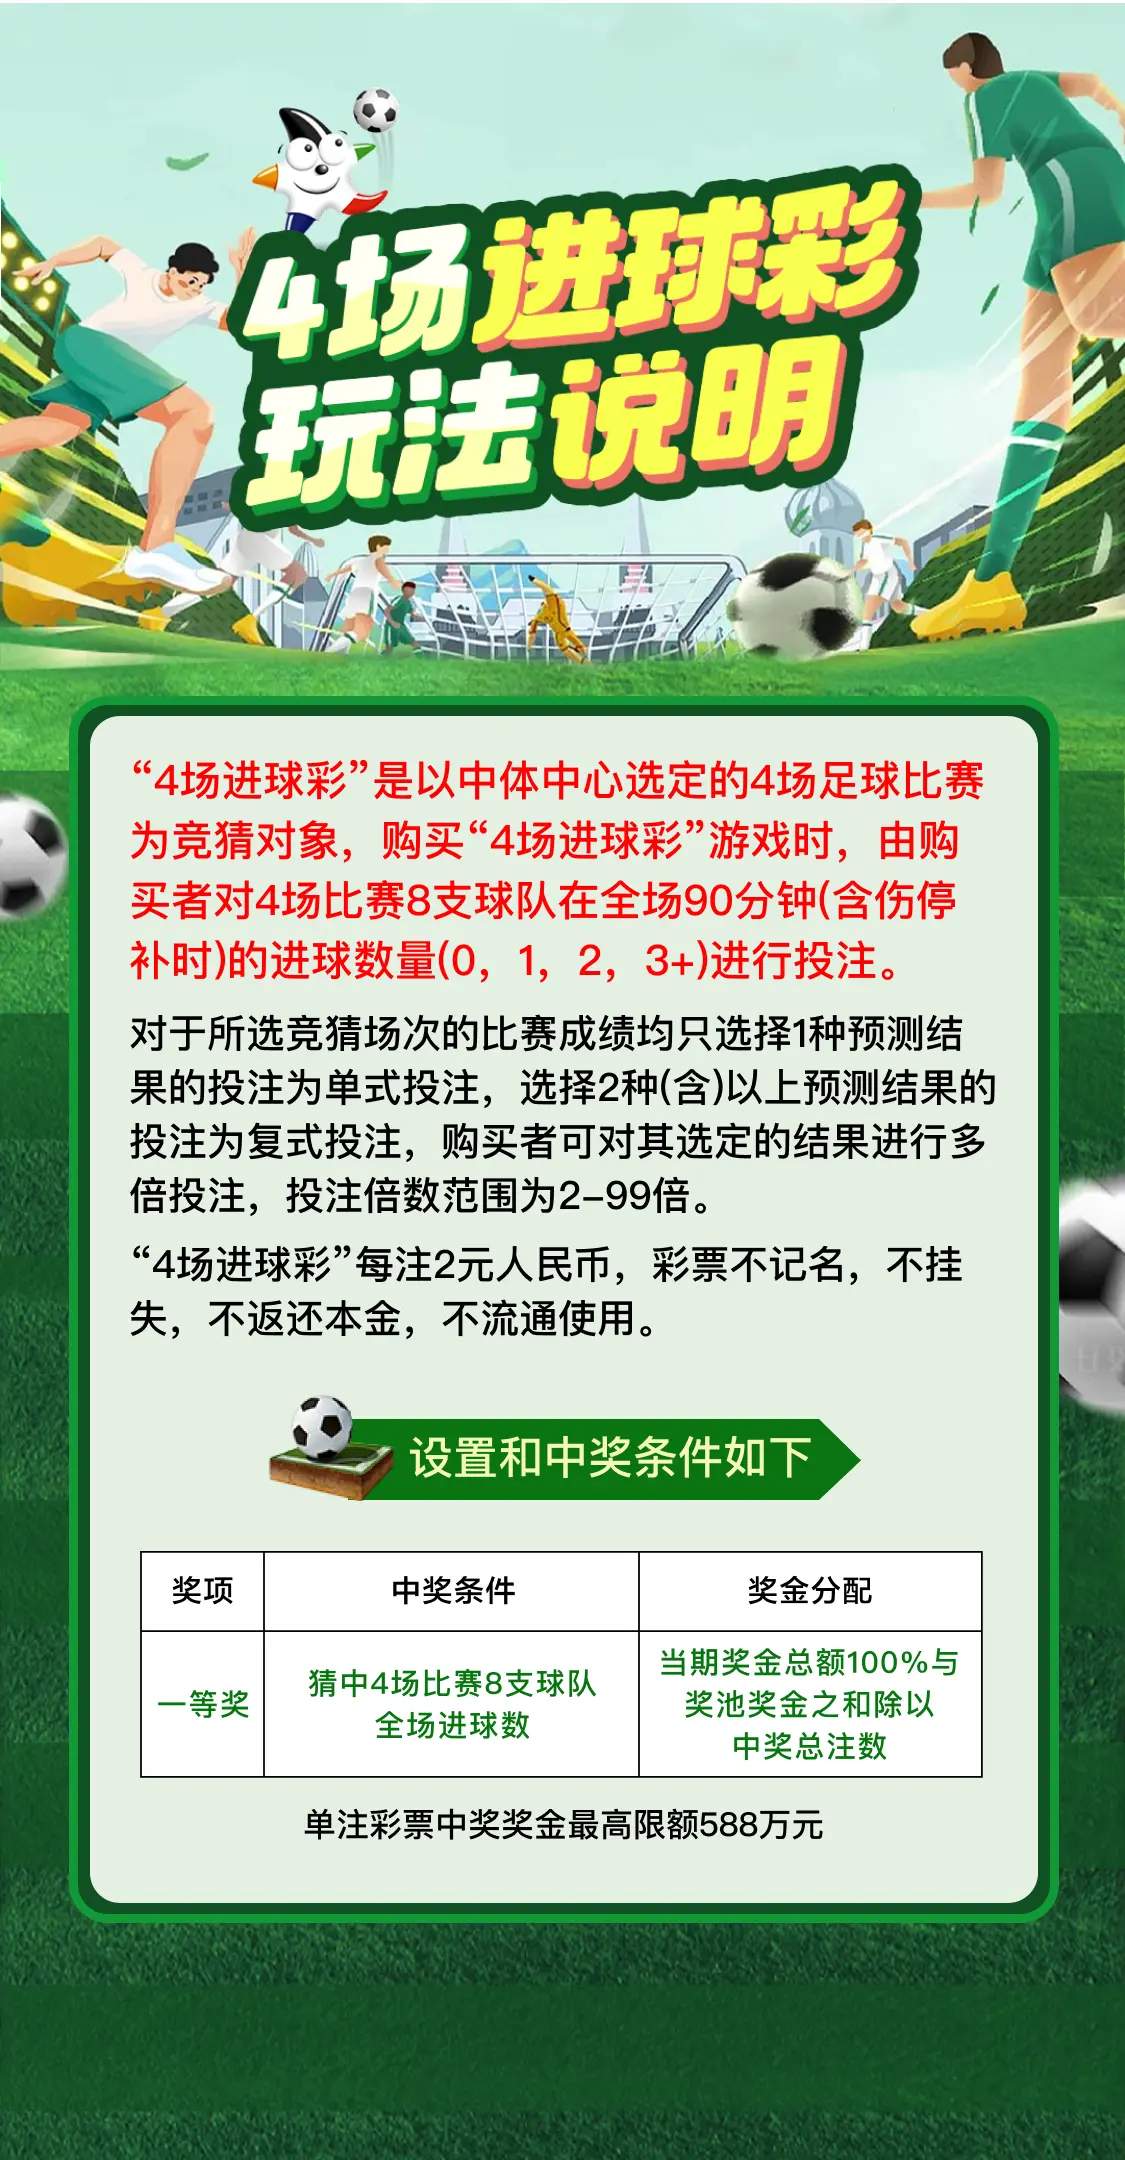 4场进球彩
玩法说明
“4场进球彩”是以中体中心选定的4场足球比赛
为竞猜对象，购买“4场进球彩”游戏时，由购
买者对4场比赛8支球队在全场90分钟(含伤停
补时)的进球数量(0，1，2，3+)进行投注。
对于所选竞猜场次的比赛成绩均只选择1种预测结
果的投注为单式投注，选择2种(含)以上预测结果的
投注为复式投注，购买者可对其选定的结果进行多
倍投注，投注倍数范围为2-99倍。
“4场进球彩”每注2元人民币，彩票不记名，不挂
失，不返还本金，不流通使用。
设置和中奖条件如下
奖项 中奖条件 奖金分配
一等奖
猜中4场比赛8支球队
全场进球数
当期奖金总额100%与
奖池奖金之和除以
中奖总注数
单注彩票中奖奖金最高限额588万元